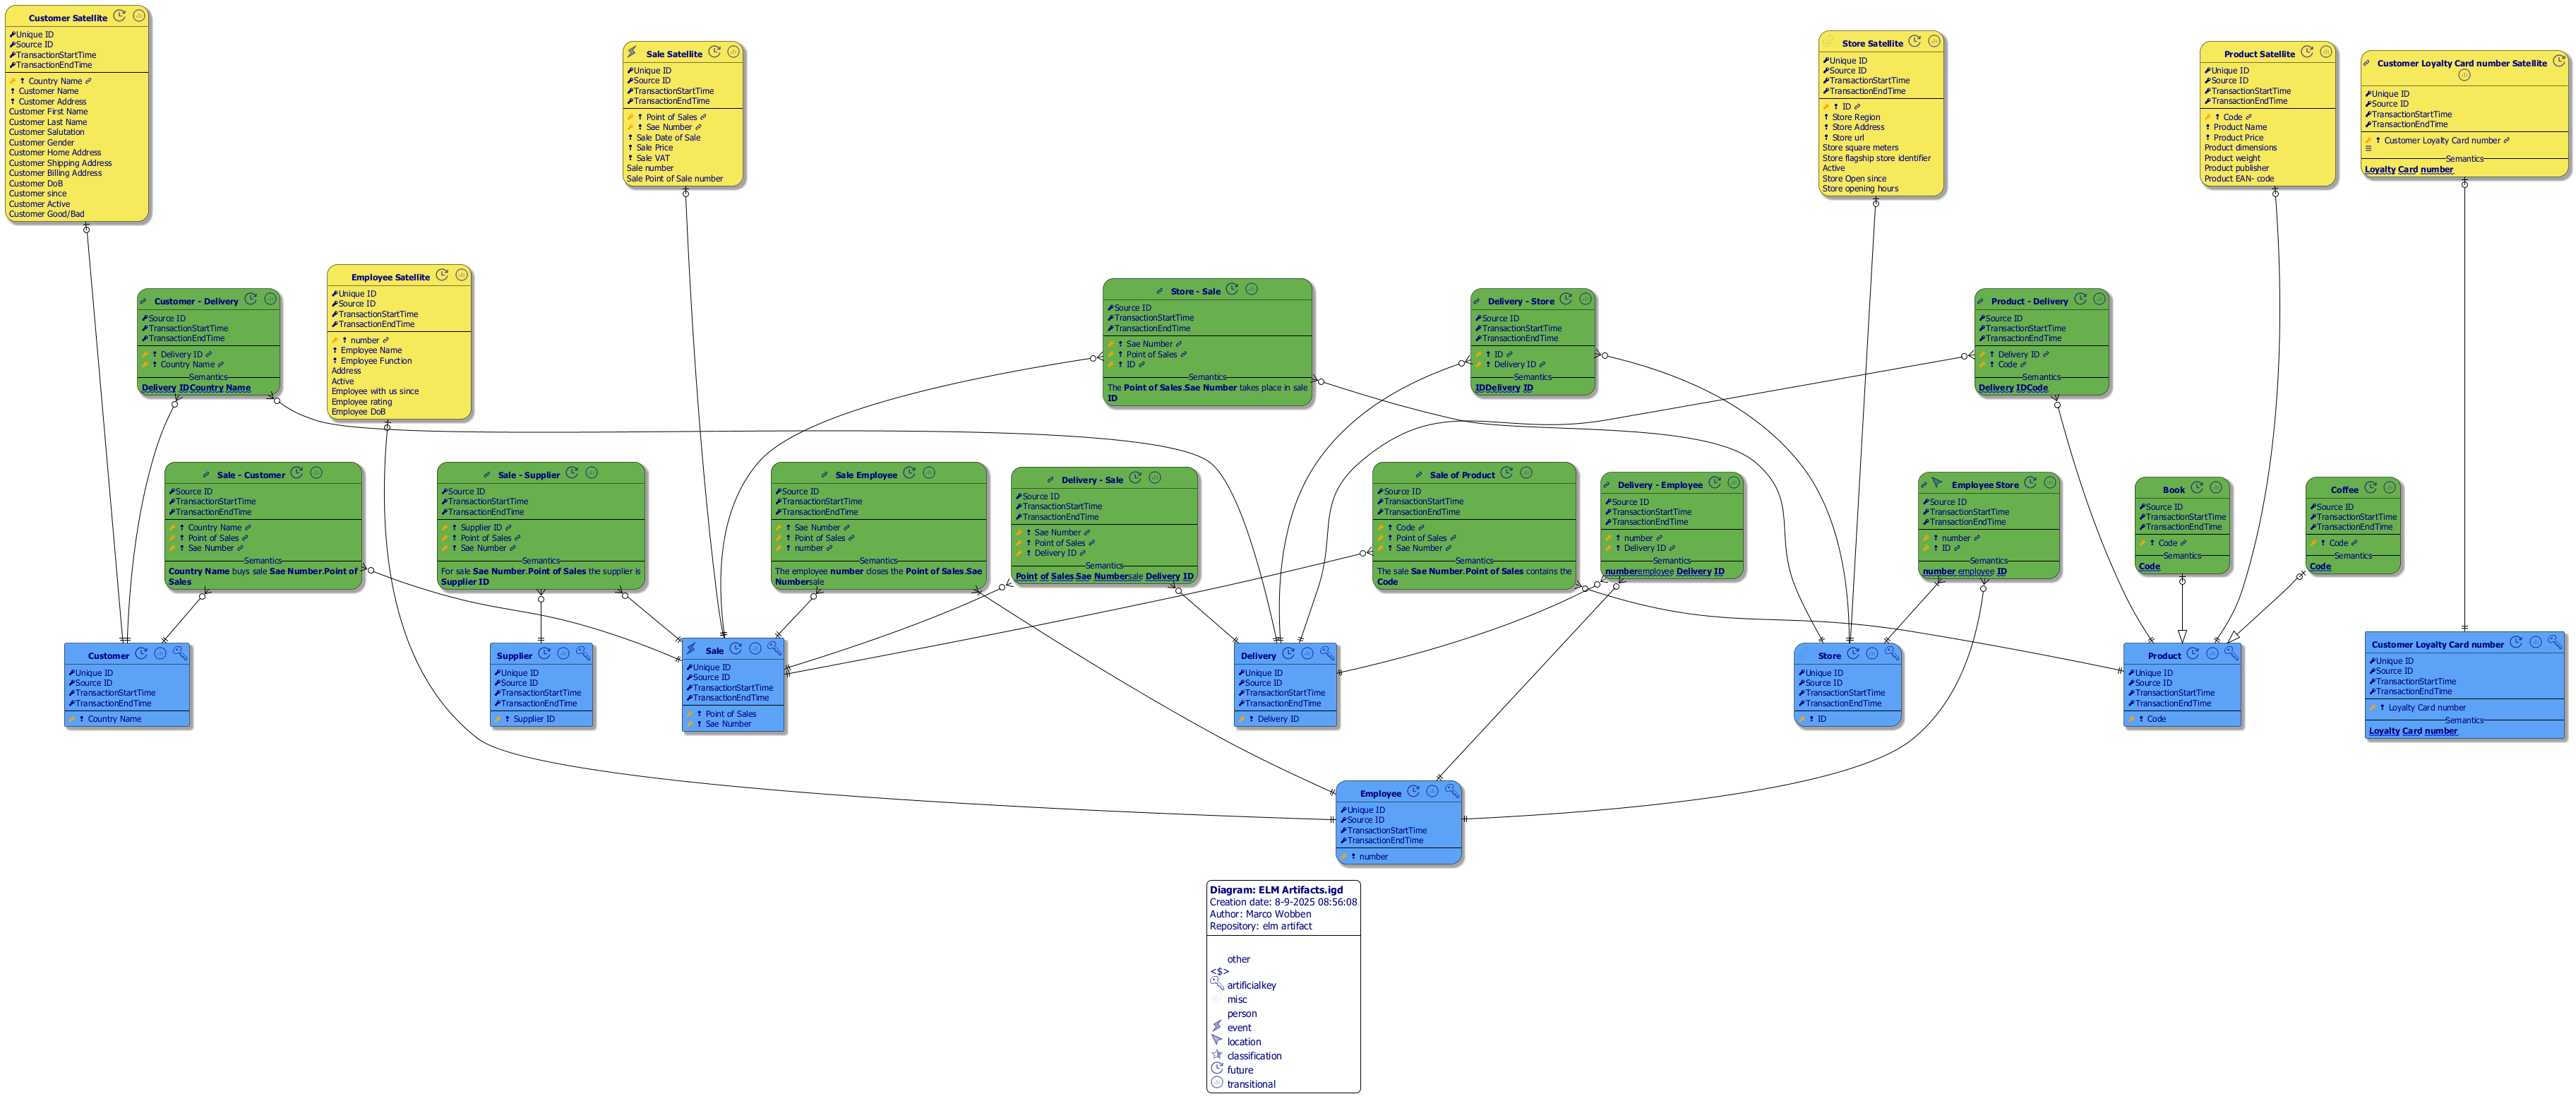 Customer Satellite
Unique ID
Source ID
TransactionStartTime
TransactionEndTime
Country Name
Customer Name
Customer Address
Customer First Name
Customer Last Name
Customer Salutation
Customer Gender
Customer Home Address
Customer Shipping Address
Customer Billing Address
Customer DoB
Customer since
Customer Active
Customer Good/Bad
Sale Satellite
Unique ID
Source ID
TransactionStartTime
TransactionEndTime
Point of Sales
Sae Number
Sale Date of Sale
Sale Price
Sale VAT
Sale number
Sale Point of Sale number
Store Satellite
Unique ID
Source ID
TransactionStartTime
TransactionEndTime
ID
Store Region
Store Address
Store url
Store square meters
Store flagship store identifier
Active
Store Open since
Store opening hours
Product Satellite
Unique ID
Source ID
TransactionStartTime
TransactionEndTime
Code
Product Name
Product Price
Product dimensions
Product weight
Product publisher
Product EAN- code
Customer Loyalty Card number Satellite
Unique ID
Source ID
TransactionStartTime
TransactionEndTime
Customer Loyalty Card number
Semantics
Loyalty Card number
Customer - Delivery
Source ID
TransactionStartTime
TransactionEndTime
Delivery ID
Country Name
Semantics
Delivery IDCountry Name
Employee Satellite
Unique ID
Source ID
TransactionStartTime
TransactionEndTime
number
Employee Name
Employee Function
Address
Active
Employee with us since
Employee rating
Employee DoB
Store - Sale
Source ID
TransactionStartTime
TransactionEndTime
Sae Number
Point of Sales
ID
Semantics
The Point of Sales.Sae Number takes place in sale
ID
Delivery - Store
Source ID
TransactionStartTime
TransactionEndTime
ID
Delivery ID
Semantics
IDDelivery ID
Product - Delivery
Source ID
TransactionStartTime
TransactionEndTime
Delivery ID
Code
Semantics
Delivery IDCode
Sale - Customer
Source ID
TransactionStartTime
TransactionEndTime
Country Name
Point of Sales
Sae Number
Semantics
Country Name buys sale Sae Number.Point of
Sales
Sale - Supplier
Source ID
TransactionStartTime
TransactionEndTime
Supplier ID
Point of Sales
Sae Number
Semantics
For sale Sae Number.Point of Sales the supplier is
Supplier ID
Sale Employee
Source ID
TransactionStartTime
TransactionEndTime
Sae Number
Point of Sales
number
Semantics
The employee number closes the Point of Sales.Sae
Numbersale
Delivery - Sale
Source ID
TransactionStartTime
TransactionEndTime
Sae Number
Point of Sales
Delivery ID
Semantics
Point of Sales.Sae Numbersale Delivery ID
Sale of Product
Source ID
TransactionStartTime
TransactionEndTime
Code
Point of Sales
Sae Number
Semantics
The sale Sae Number.Point of Sales contains the
Code
Delivery - Employee
Source ID
TransactionStartTime
TransactionEndTime
number
Delivery ID
Semantics
numberemployee Delivery ID
Employee Store
Source ID
TransactionStartTime
TransactionEndTime
number
ID
Semantics
number employee ID
Book
Source ID
TransactionStartTime
TransactionEndTime
Code
Semantics
Code
Coffee
Source ID
TransactionStartTime
TransactionEndTime
Code
Semantics
Code
Customer
Unique ID
Source ID
TransactionStartTime
TransactionEndTime
Country Name
Supplier
Unique ID
Source ID
TransactionStartTime
TransactionEndTime
Supplier ID
Sale
Unique ID
Source ID
TransactionStartTime
TransactionEndTime
Point of Sales
Sae Number
Delivery
Unique ID
Source ID
TransactionStartTime
TransactionEndTime
Delivery ID
Store
Unique ID
Source ID
TransactionStartTime
TransactionEndTime
ID
Product
Unique ID
Source ID
TransactionStartTime
TransactionEndTime
Code
Customer Loyalty Card number
Unique ID
Source ID
TransactionStartTime
TransactionEndTime
Loyalty Card number
Semantics
Loyalty Card number
Employee
Unique ID
Source ID
TransactionStartTime
TransactionEndTime
number
Diagram: ELM Artifacts.igd
Creation date: 8-9-2025 08:56:08
Author: Marco Wobben
Repository: elm artifact
other
<$>
artificialkey
misc
person
event
location
classification
future
transitional